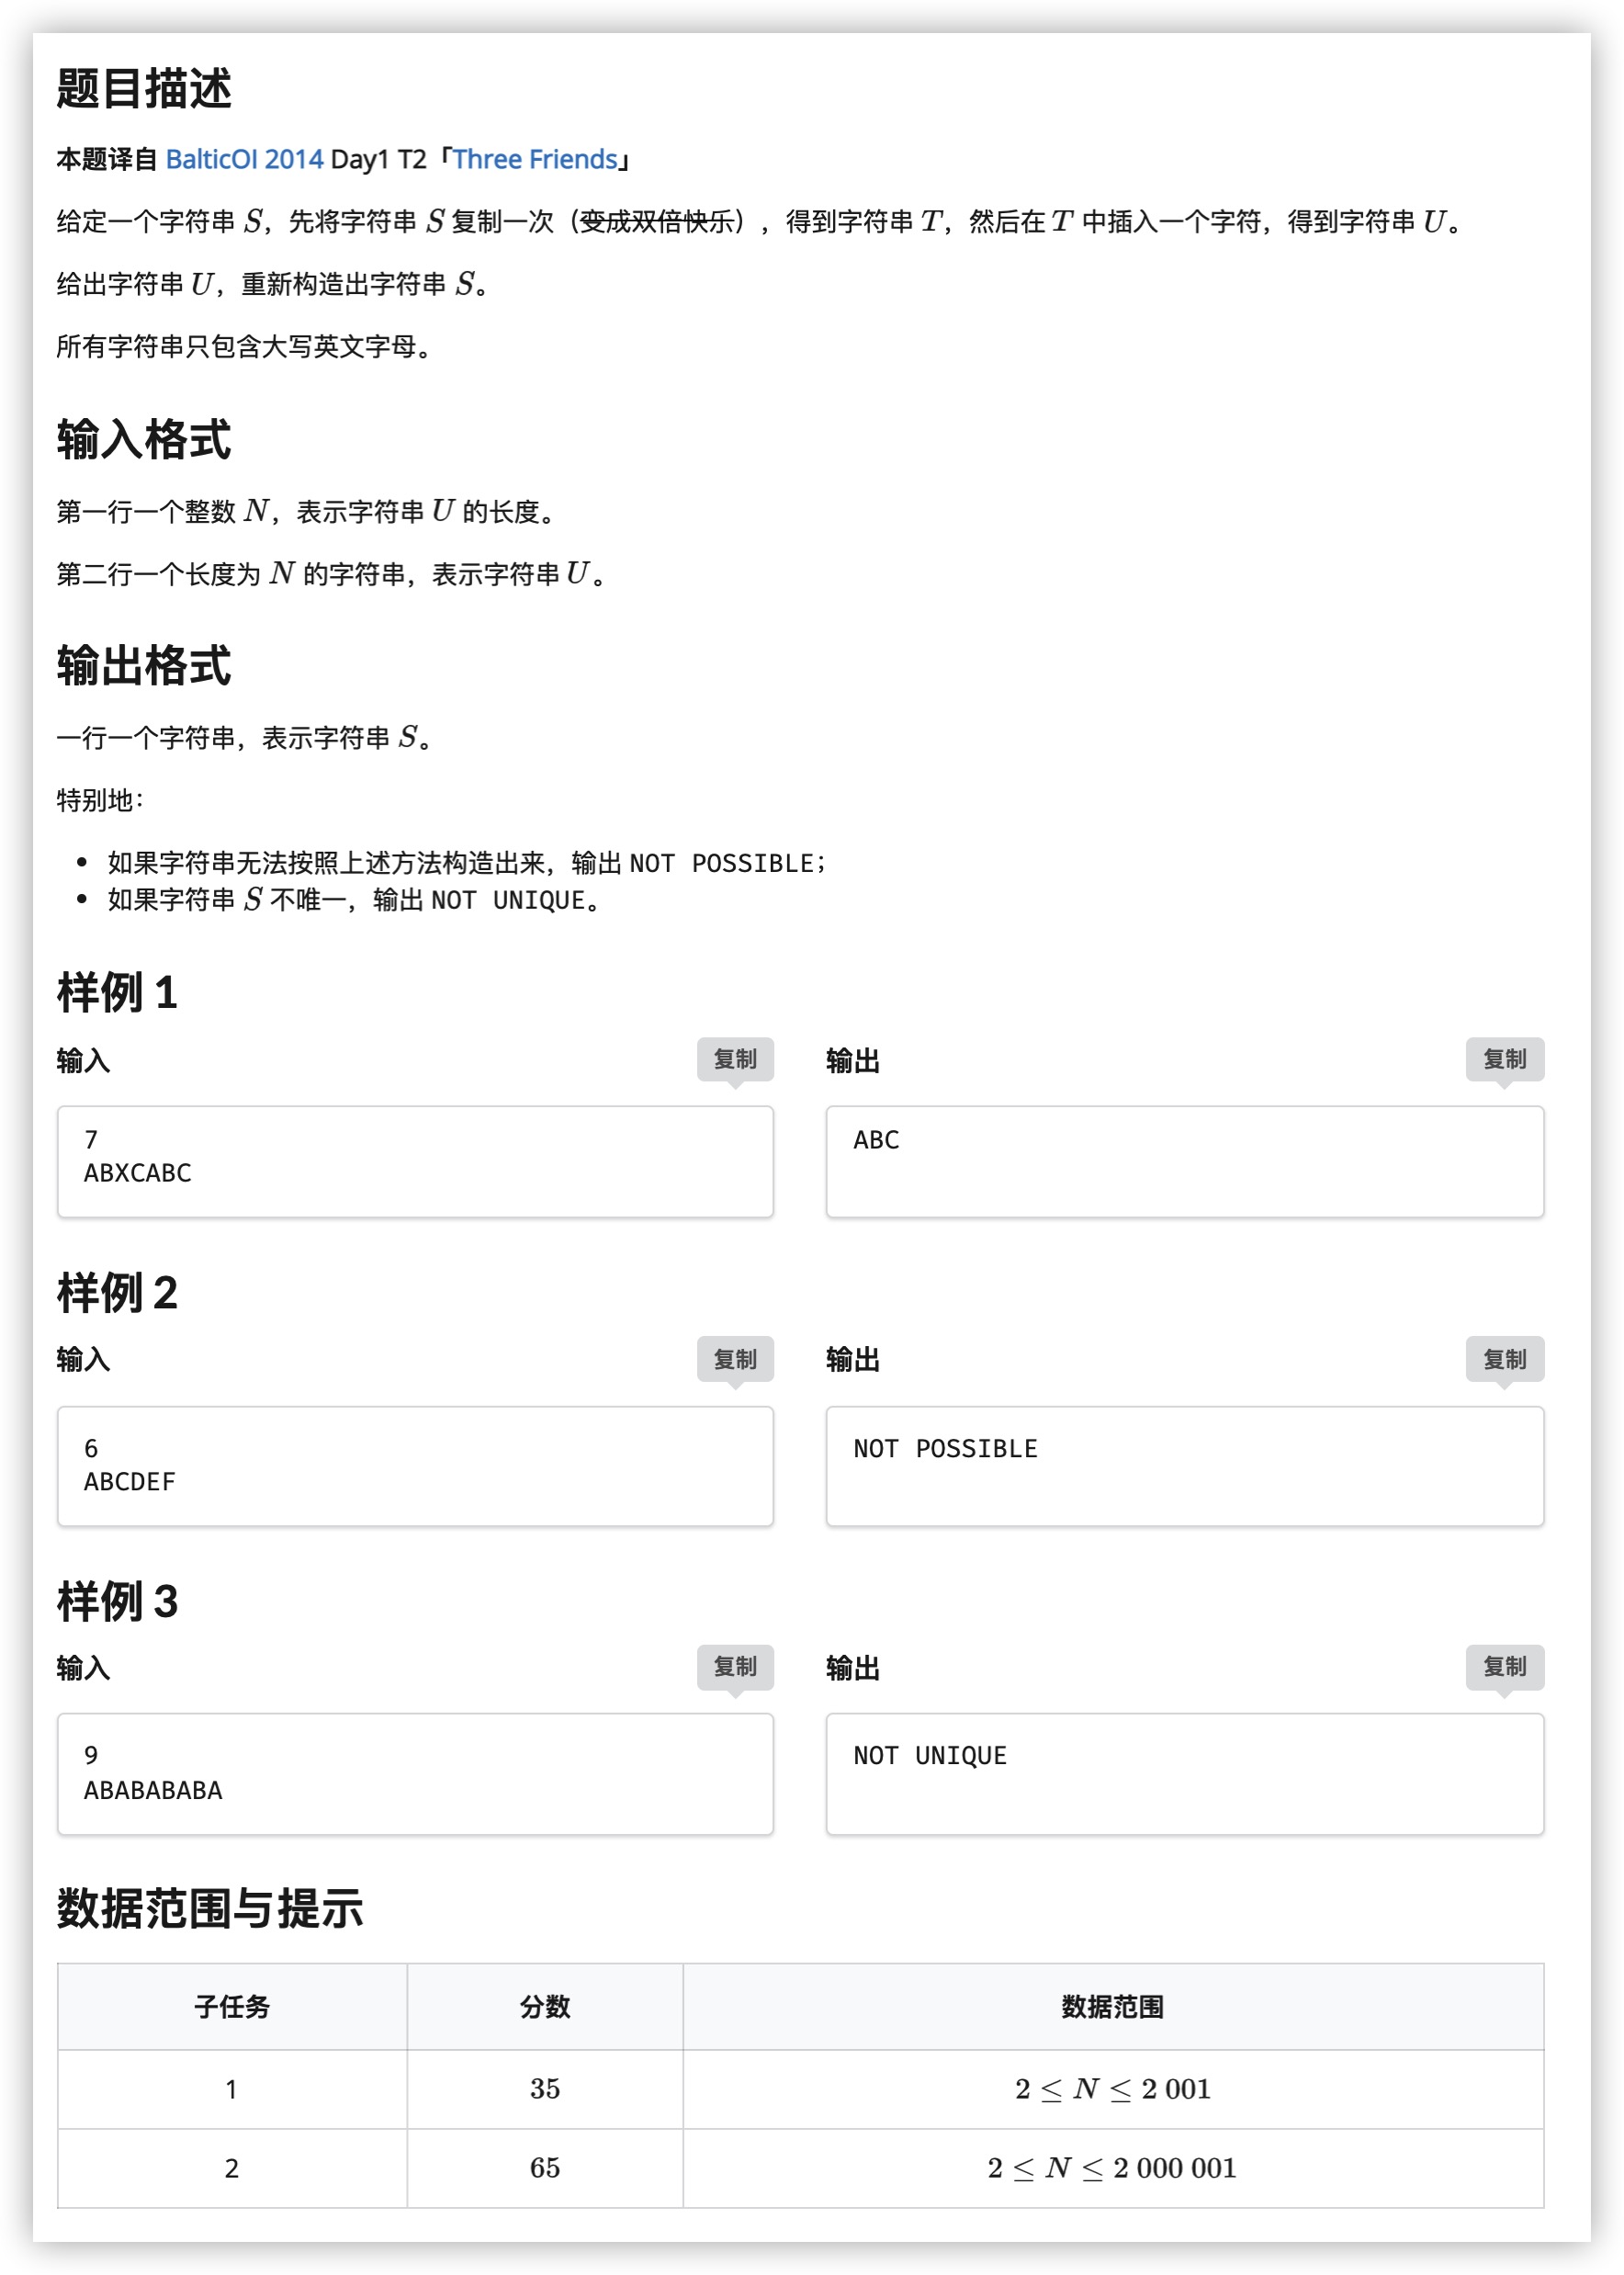 题目描述
本题译自 BalticOI 2014 Day1 T2「Three Friends」
给定一个字符串 S，先将字符串 S 复制一次（变成双倍快乐），得到字符串 T，然后在 T 中插入一个字符，得到字符串 U。
给出字符串 U，重新构造出字符串 S。
所有字符串只包含大写英文字母。
输入格式
第一行一个整数 N，表示字符串 U 的长度。
第二行一个长度为 N 的字符串，表示字符串 U。
输出格式
一行一个字符串，表示字符串 S。
特别地：
• 如果字符串无法按照上述方法构造出来，输出 NOT POSSIBLE；
• 如果字符串 S 不唯一，输出 NOT UNIQUE。
样例 1
输入 复制 输出 复制
7
ABXCABC
ABC
样例 2
输入 复制 输出 复制
6
ABCDEF
NOT POSSIBLE
样例 3
输入 复制 输出 复制
9
ABABABABA
NOT UNIQUE
数据范围与提示
子任务 分数 数据范围
1 35 2 ≤ N ≤ 2 001
2 65 2 ≤ N ≤ 2 000 001